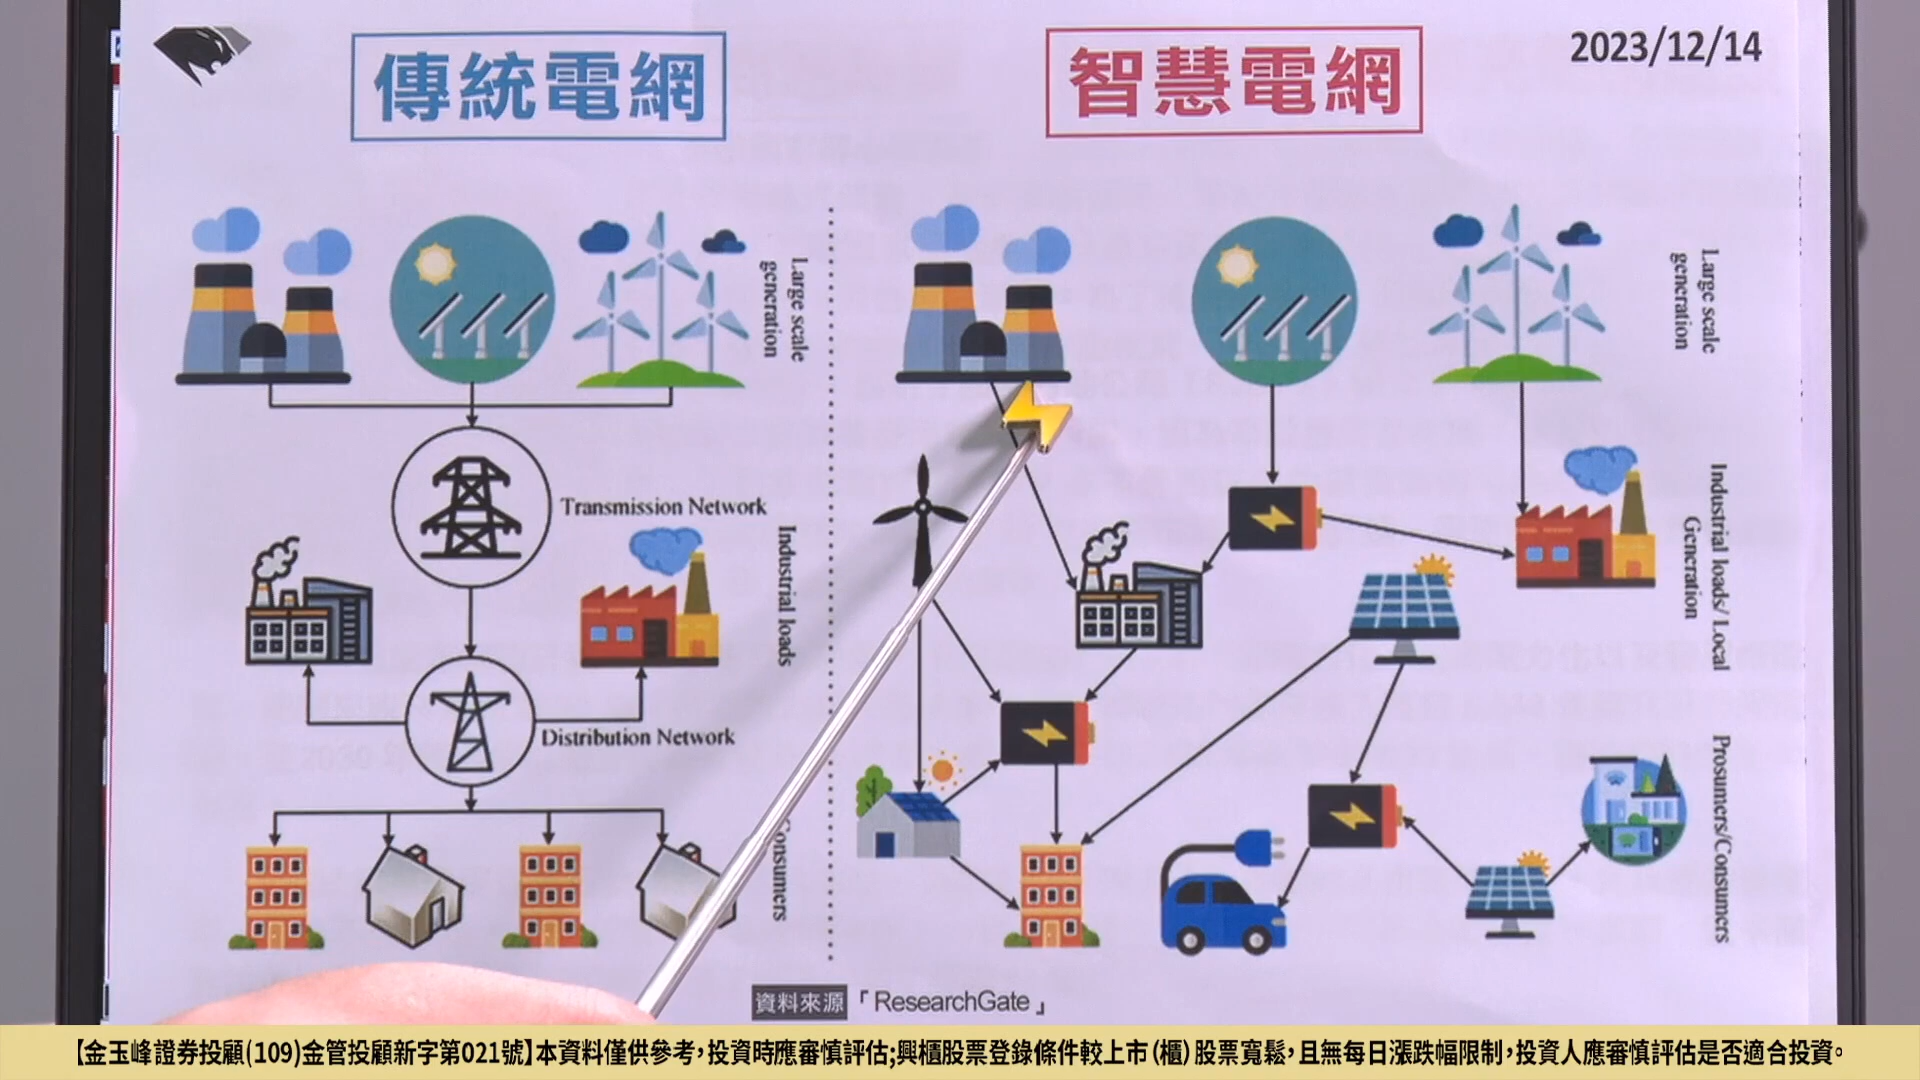 傳統電網
智慧電網
2023/12/14
Large scale
generation
Large scale
generation
Transmission Network
Industrial loads
Industrial loads/ Local
Generation
Distribution Network
Consumers
Prosumers/Consumers
資料來源「ResearchGate」
【金玉峰證券投顧(109)金管投顧新字第021號】本資料僅供參考,投資時應審慎評估;興櫃股票登錄條件較上市(櫃)股票寬鬆,且無每日漲跌幅限制,投資人應審慎評估是否適合投資。